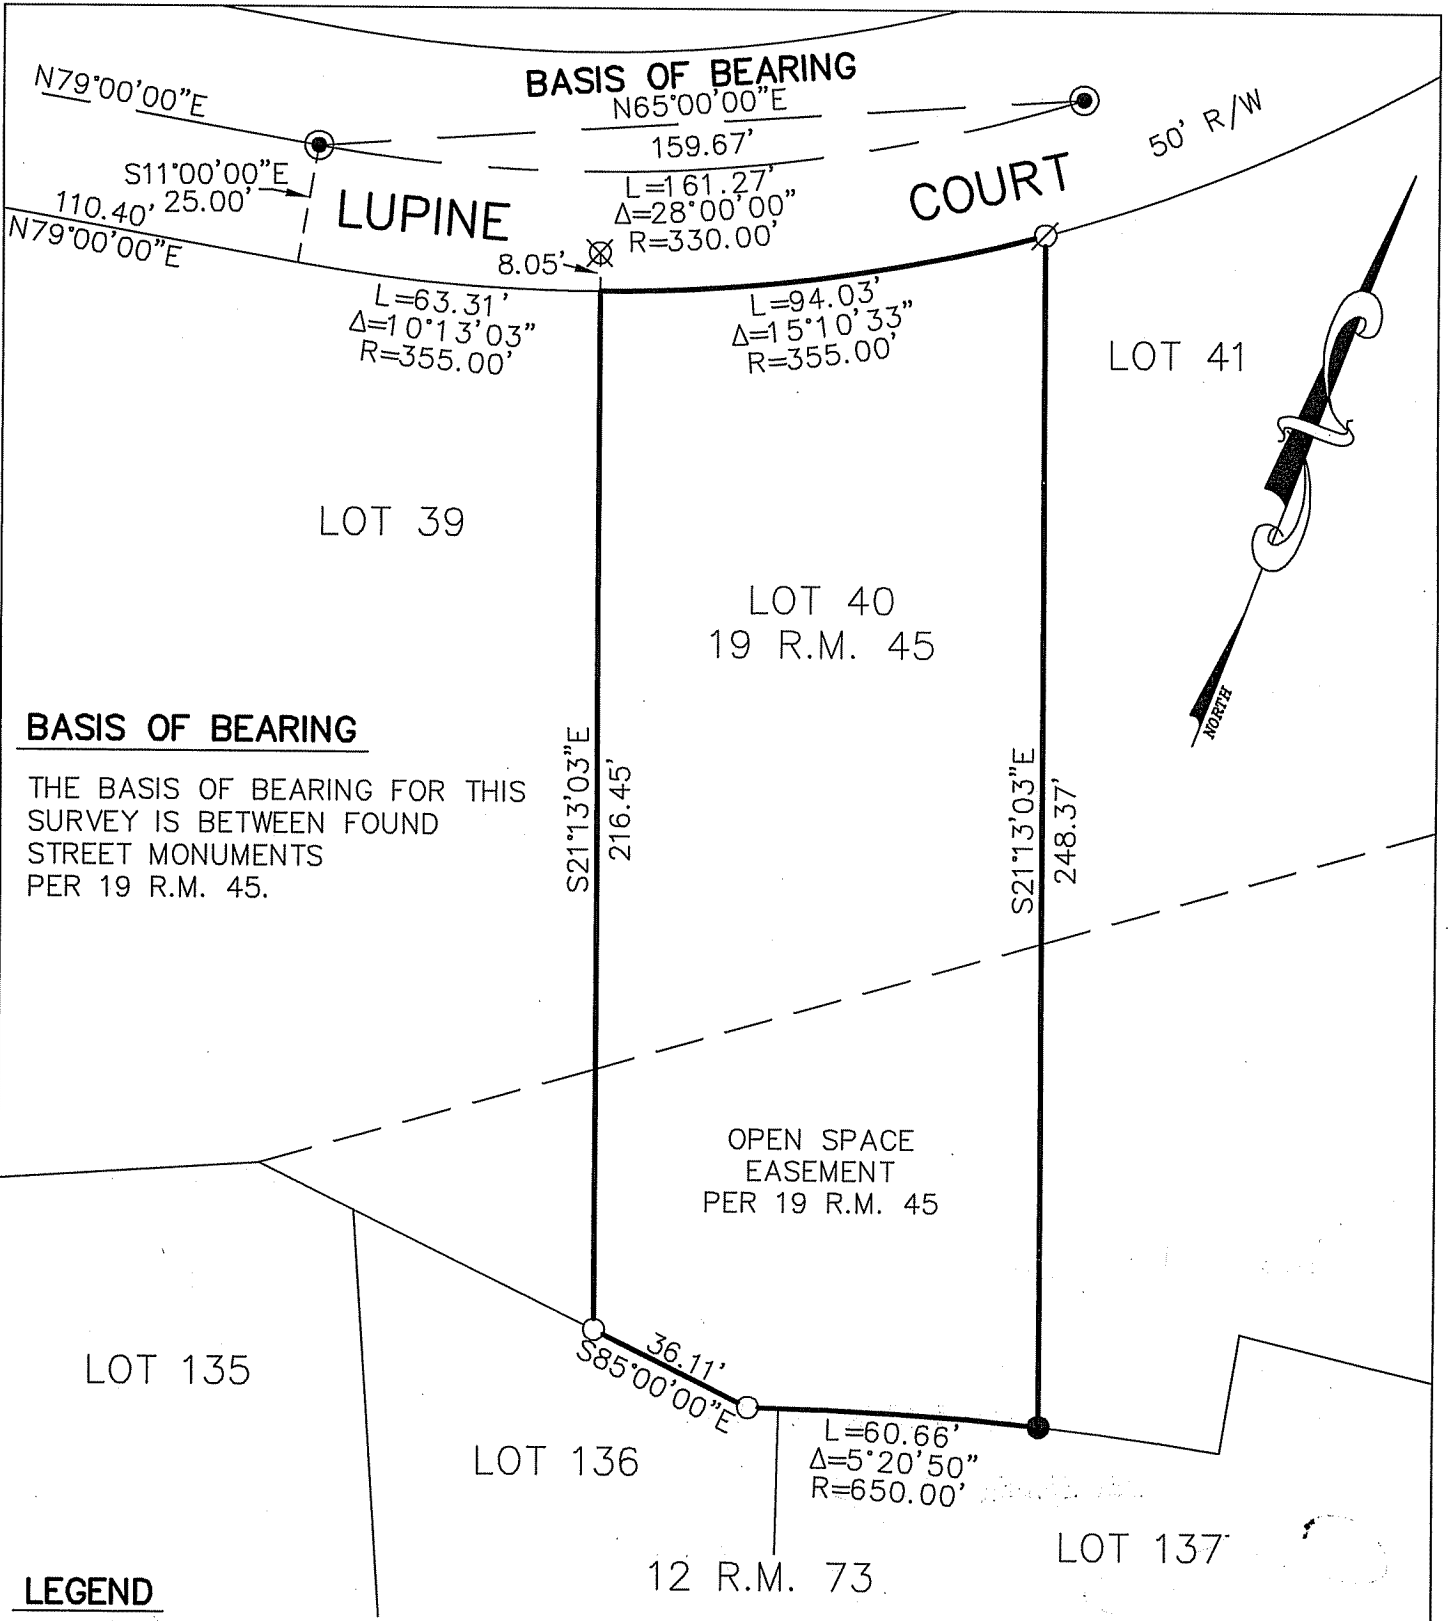 BASIS OF BEARING
N79°00'00"E
N65°00'00"E
159.67'
50' R/W
S11°00'00"E
25.00'
L=161.27'
Δ=28°00'00"
R=330.00'
LUPINE COURT
110.40'
N79°00'00"E
8.05'
L=63.31'
Δ=10°13'03"
R=355.00'
L=94.03'
Δ=15°10'33"
R=355.00'
LOT 41
LOT 39
LOT 40
19 R.M. 45
NORTH
BASIS OF BEARING
THE BASIS OF BEARING FOR THIS
SURVEY IS BETWEEN FOUND
STREET MONUMENTS
PER 19 R.M. 45.
S21°13'03"E
216.45'
S21°13'03"E
248.37'
OPEN SPACE
EASEMENT
PER 19 R.M. 45
36.11'
S85°00'00"E
LOT 135
LOT 136
L=60.66'
Δ=5°20'50"
R=650.00'
LOT 137
12 R.M. 73
LEGEND